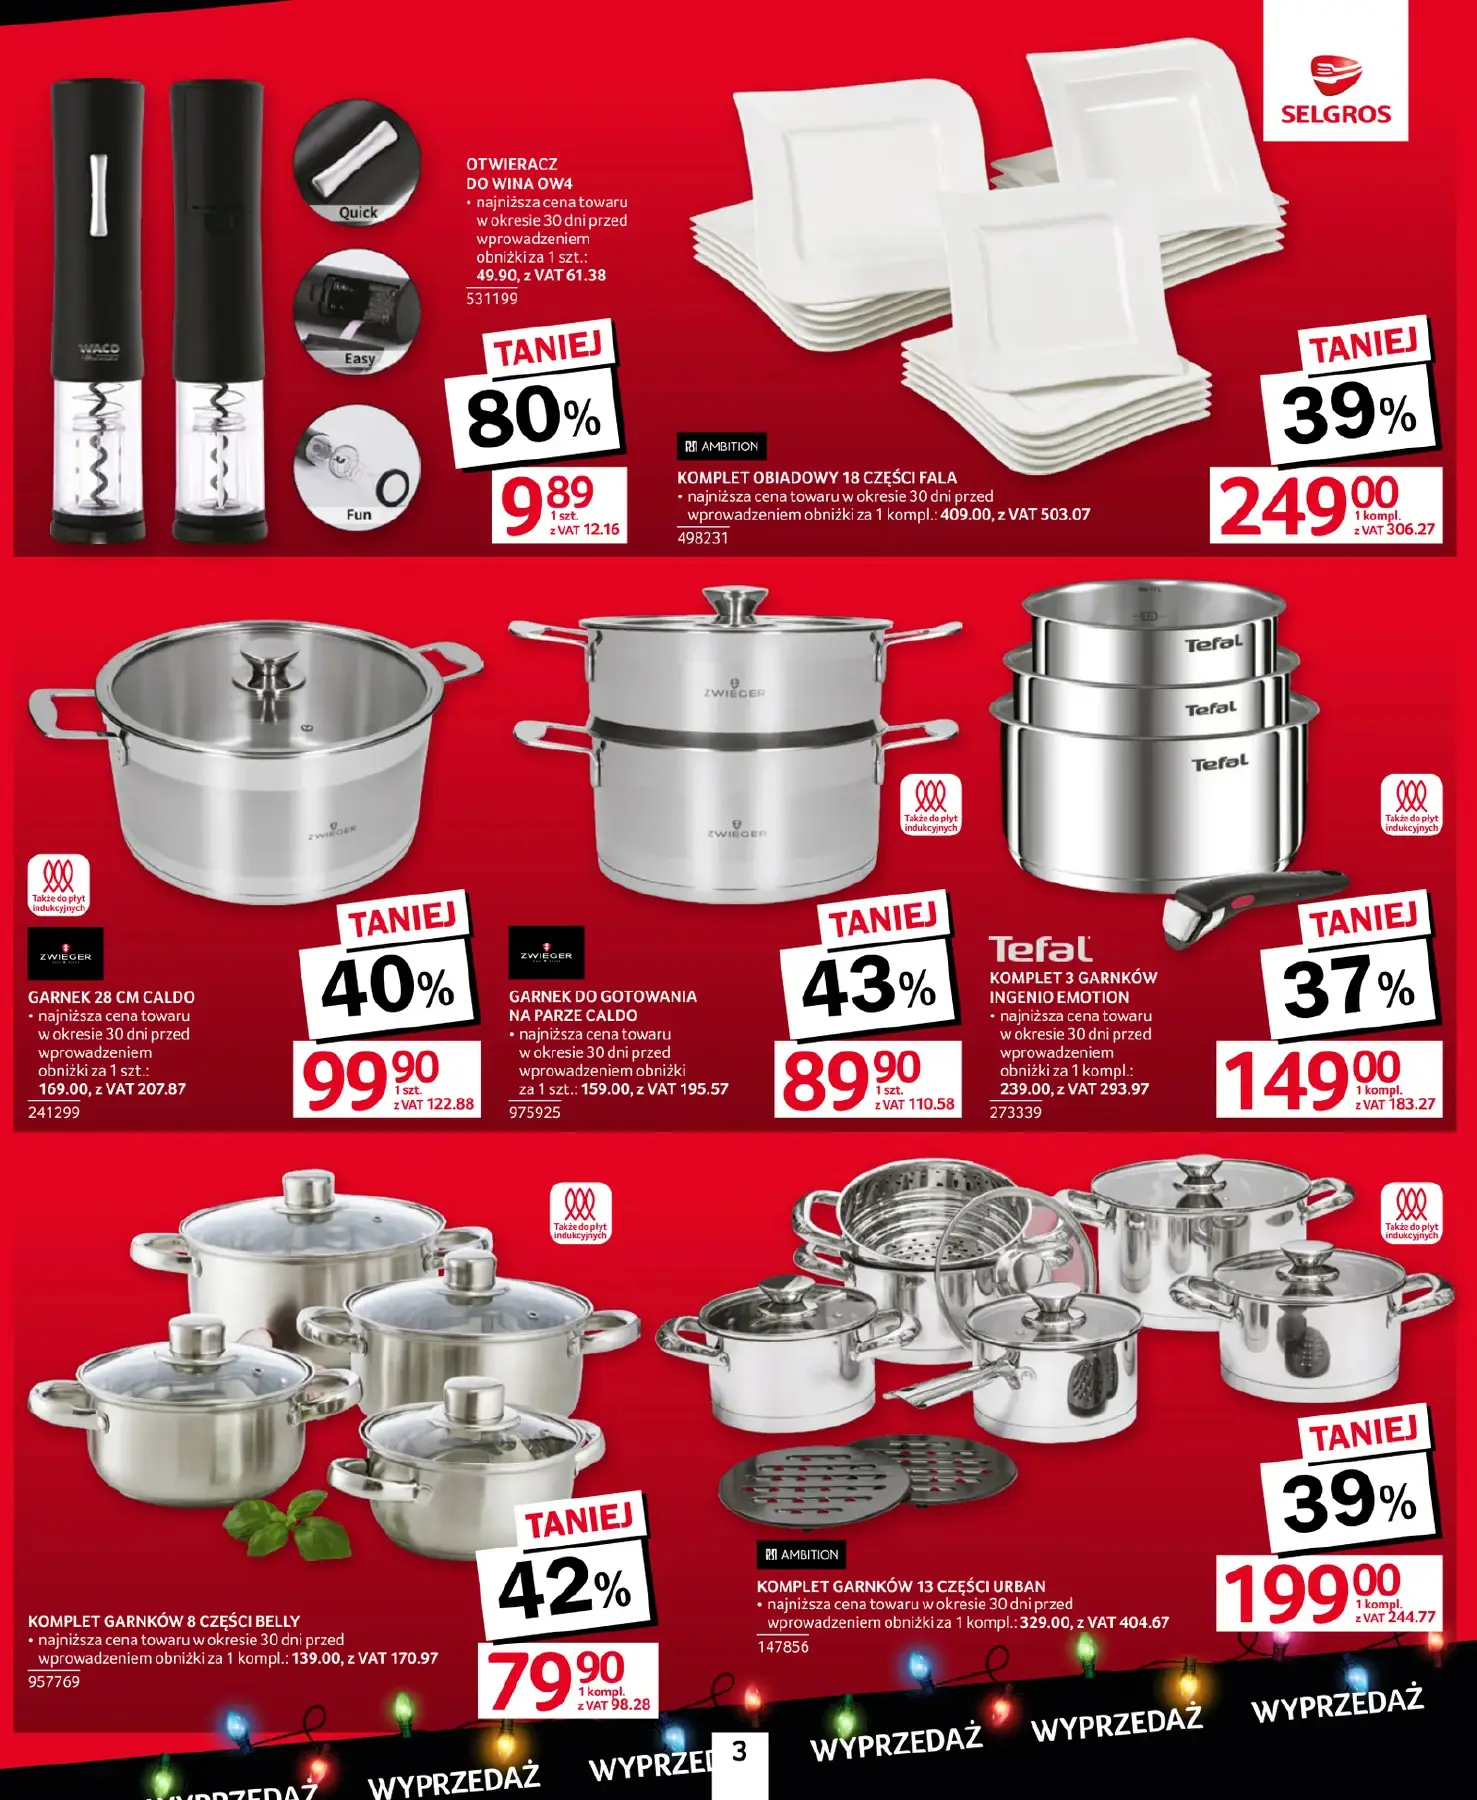 SELGROS
Quick
Easy
Fun
WACO
OTWIERACZ
DO WINA OW4
• najniższa cena towaru
w okresie 30 dni przed
wprowadzeniem
obniżki za 1 szt.:
49.90, z VAT 61.38
531199
TANIEJ
80%
9 89
1 szt.
z VAT 12.16
AMBITION
KOMPLET OBIADOWY 18 CZĘŚCI FALA
• najniższa cena towaru w okresie 30 dni przed
wprowadzeniem obniżki za 1 kompl.: 409.00, z VAT 503.07
498231
TANIEJ
39%
249 00
1 kompl.
z VAT 306.27
ZWIEGER
Także do płyt
indukcyjnych
ZWIEGER
GARNEK 28 CM CALDO
• najniższa cena towaru
w okresie 30 dni przed
wprowadzeniem
obniżki za 1 szt.:
169.00, z VAT 207.87
241299
TANIEJ
40%
99 90
1 szt.
z VAT 122.88
ZWIEGER
ZWIEGER
Także do płyt
indukcyjnych
ZWIEGER
GARNEK DO GOTOWANIA
NA PARZE CALDO
• najniższa cena towaru
w okresie 30 dni przed
wprowadzeniem obniżki
za 1 szt.: 159.00, z VAT 195.57
975925
TANIEJ
43%
89 90
1 szt.
z VAT 110.58
Tefal
Tefal
Tefal
Także do płyt
indukcyjnych
Tefal
KOMPLET 3 GARNKÓW
INGENIO EMOTION
• najniższa cena towaru
w okresie 30 dni przed
wprowadzeniem
obniżki za 1 kompl.:
239.00, z VAT 293.97
273339
TANIEJ
37%
149 00
1 kompl.
z VAT 183.27
Także do płyt
indukcyjnych
KOMPLET GARNKÓW 8 CZĘŚCI BELLY
• najniższa cena towaru w okresie 30 dni przed
wprowadzeniem obniżki za 1 kompl.: 139.00, z VAT 170.97
957769
TANIEJ
42%
79 90
1 kompl.
z VAT 98.28
Także do płyt
indukcyjnych
AMBITION
KOMPLET GARNKÓW 13 CZĘŚCI URBAN
• najniższa cena towaru w okresie 30 dni przed
wprowadzeniem obniżki za 1 kompl.: 329.00, z VAT 404.67
147856
TANIEJ
39%
199 00
1 kompl.
z VAT 244.77
WYPRZEDAŻ
WYPRZEDAŻ
WYPRZE
3
WYPRZEDAŻ
WYPRZEDAŻ
WYPRZEDAŻ